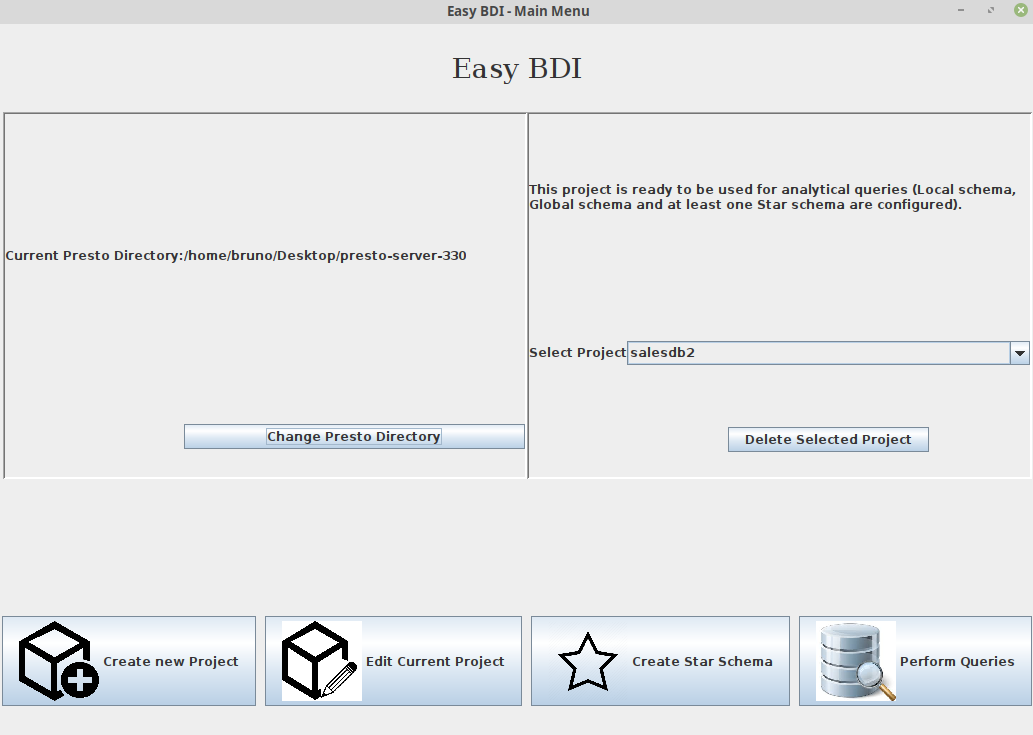 Easy BDI - Main Menu
Easy BDI
Current Presto Directory:/home/bruno/Desktop/presto-server-330
Change Presto Directory
This project is ready to be used for analytical queries (Local schema,
Global schema and at least one Star schema are configured).
Select Project salesdb2
Delete Selected Project
Create new Project
Edit Current Project
Create Star Schema
Perform Queries